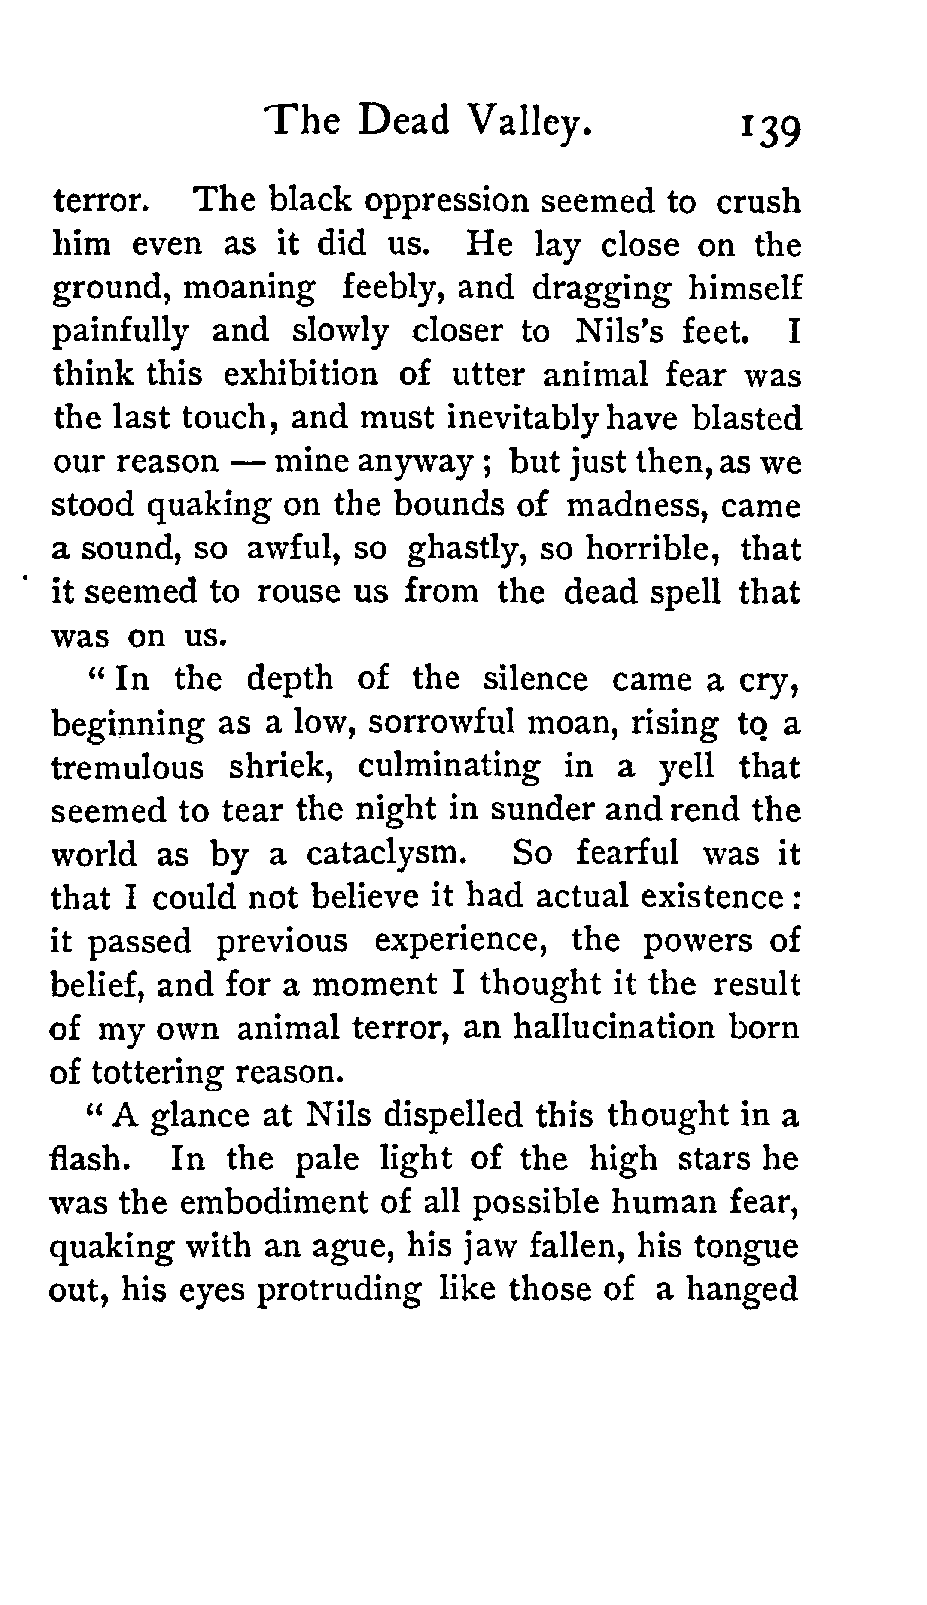 The Dead Valley. 139
terror. The black oppression seemed to crush
him even as it did us. He lay close on the
ground, moaning feebly, and dragging himself
painfully and slowly closer to Nils's feet. I
think this exhibition of utter animal fear was
the last touch, and must inevitably have blasted
our reason — mine anyway ; but just then, as we
stood quaking on the bounds of madness, came
a sound, so awful, so ghastly, so horrible, that
it seemed to rouse us from the dead spell that
was on us.
“ In the depth of the silence came a cry,
beginning as a low, sorrowful moan, rising to a
tremulous shriek, culminating in a yell that
seemed to tear the night in sunder and rend the
world as by a cataclysm. So fearful was it
that I could not believe it had actual existence :
it passed previous experience, the powers of
belief, and for a moment I thought it the result
of my own animal terror, an hallucination born
of tottering reason.
“ A glance at Nils dispelled this thought in a
flash. In the pale light of the high stars he
was the embodiment of all possible human fear,
quaking with an ague, his jaw fallen, his tongue
out, his eyes protruding like those of a hanged